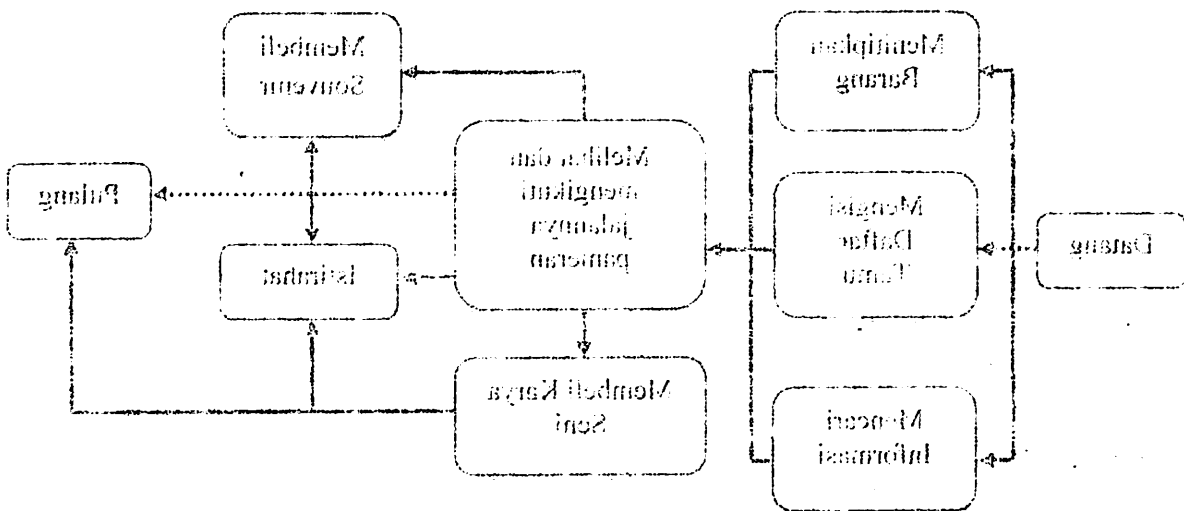 Datang
Menitipkan
Barang
Mengisi
Daftar
Tamu
Mencari
Informasi
Melihat dan
mengikuti
jalannya
pameran
Membeli
Souvenir
Istirahat
Membeli Karya
Seni
Pulang